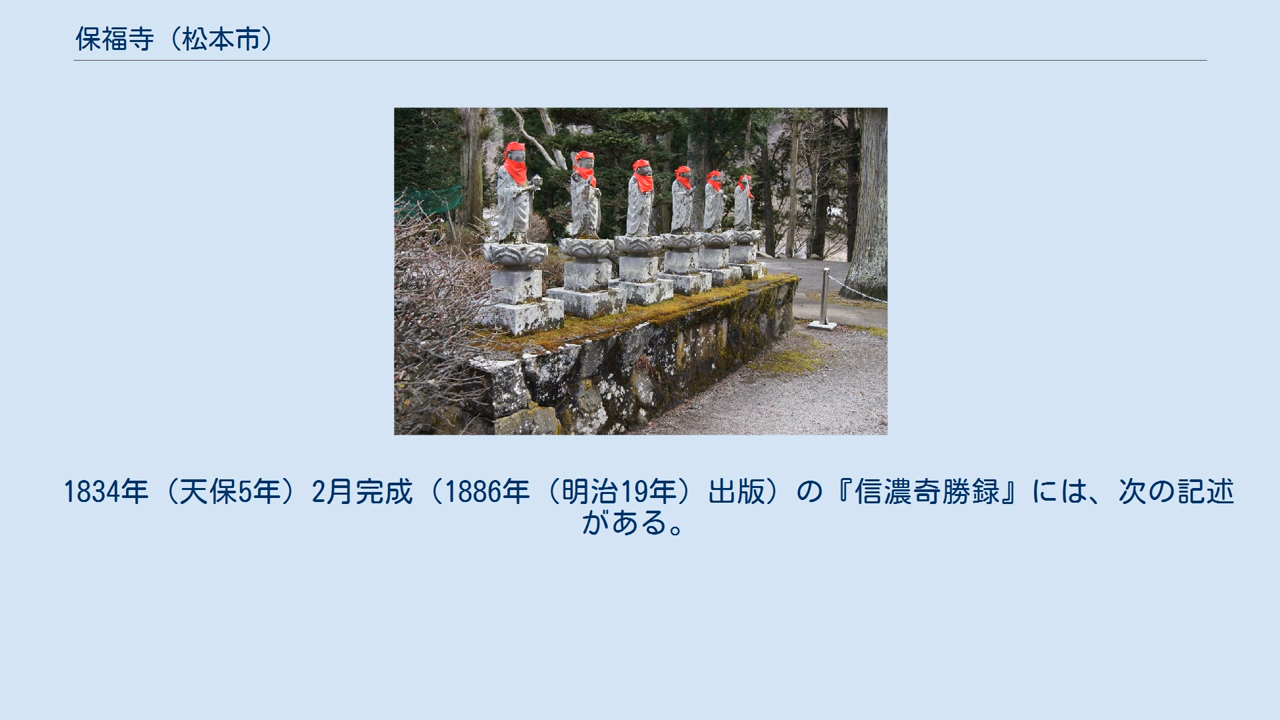 保福寺（松本市）
1834年（天保5年）2月完成（1886年（明治19年）出版）の『信濃奇勝録』には、次の記述
がある。